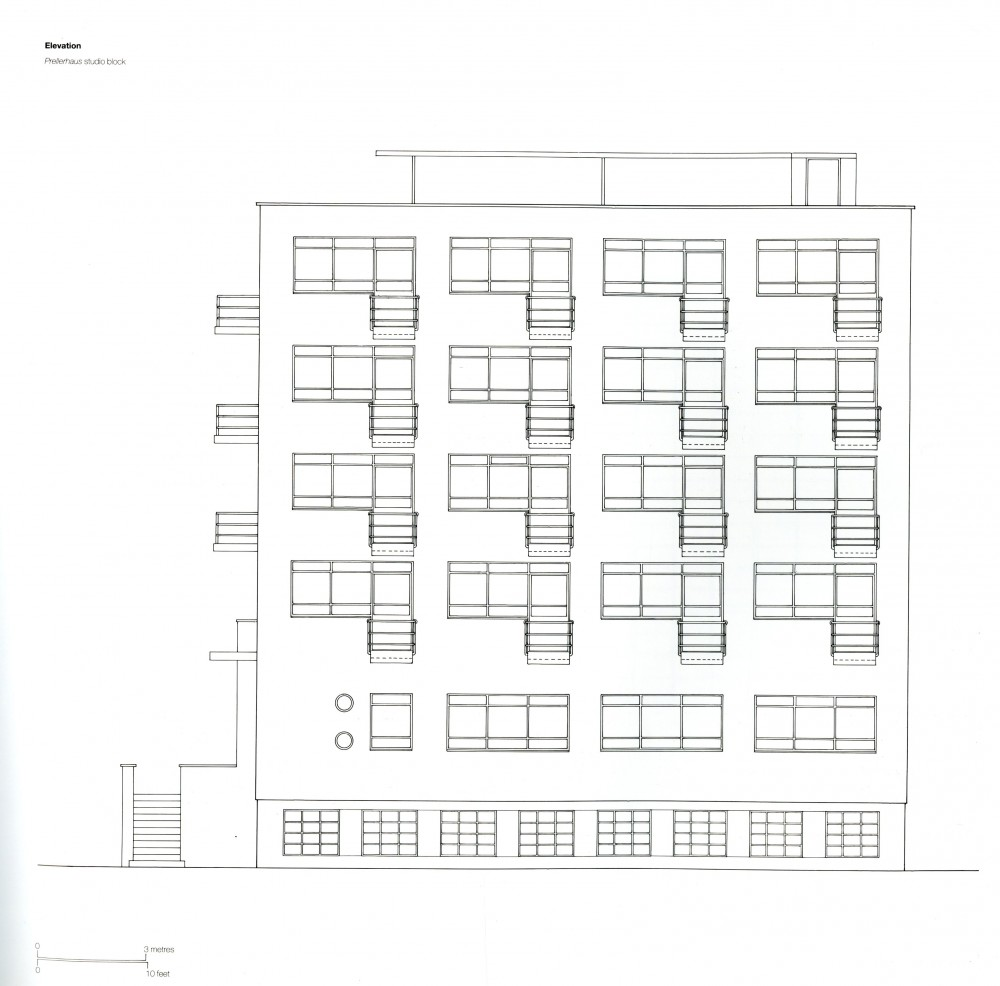 Elevation
Prellerhaus studio block
0
3 metres
0
10 feet